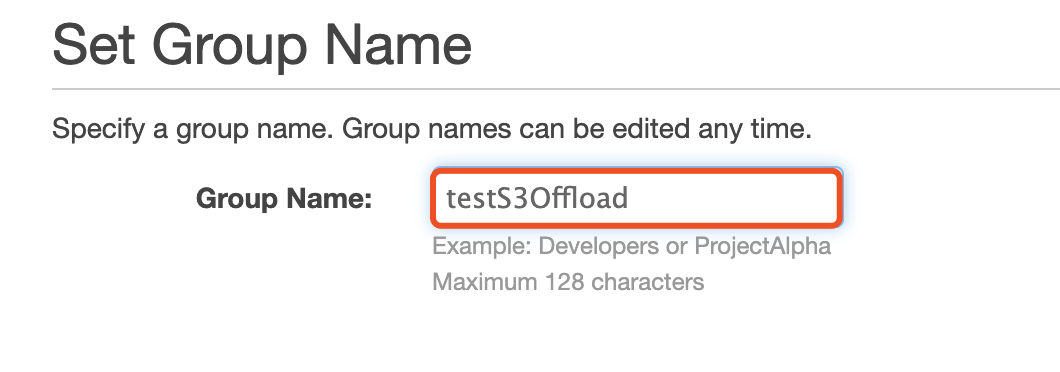 Set Group Name
Specify a group name. Group names can be edited any time.
Group Name: testS3Offload
Example: Developers or ProjectAlpha
Maximum 128 characters